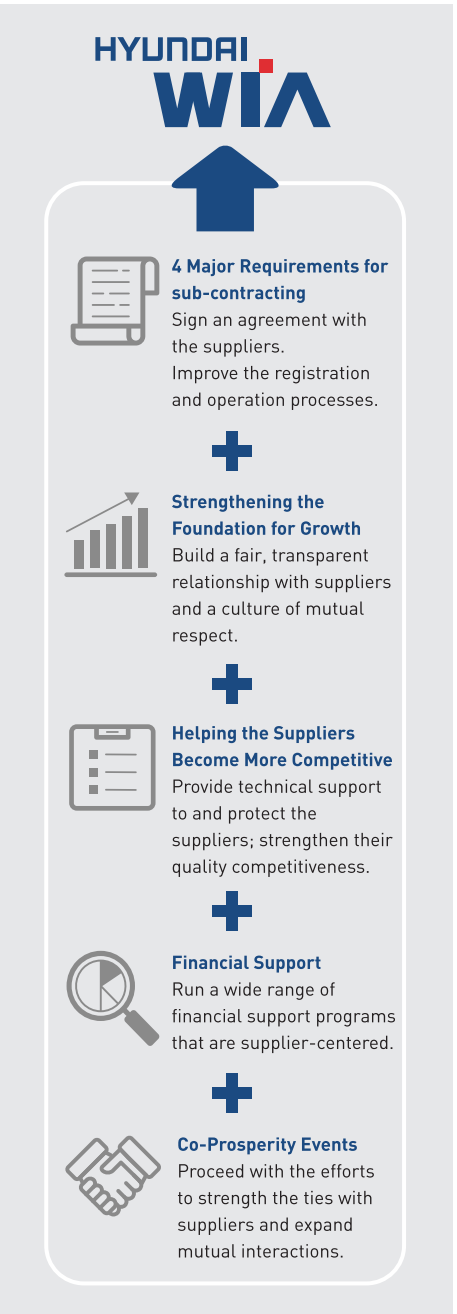 HYUNDAI
WIA
4 Major Requirements for
sub-contracting
Sign an agreement with
the suppliers.
Improve the registration
and operation processes.
Strengthening the
Foundation for Growth
Build a fair, transparent
relationship with suppliers
and a culture of mutual
respect.
Helping the Suppliers
Become More Competitive
Provide technical support
to and protect the
suppliers; strengthen their
quality competitiveness.
Financial Support
Run a wide range of
financial support programs
that are supplier-centered.
Co-Prosperity Events
Proceed with the efforts
to strength the ties with
suppliers and expand
mutual interactions.